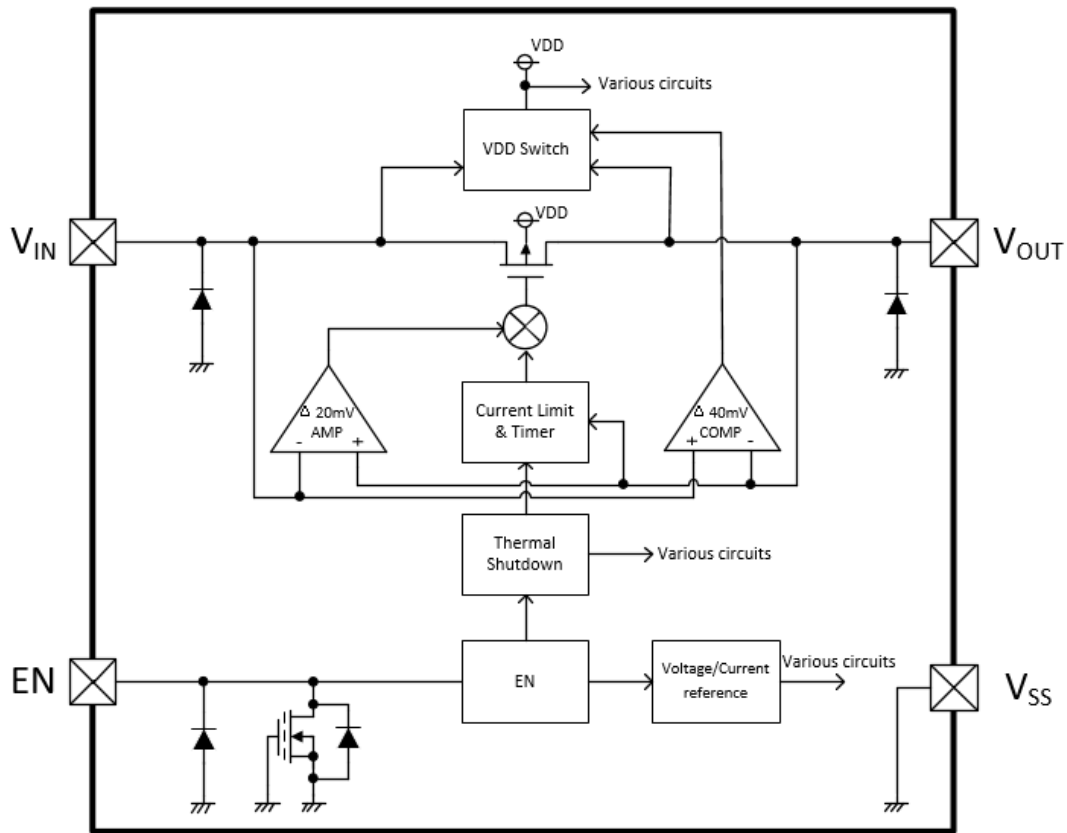 VDD
Various circuits
VDD Switch
VDD
VIN
VOUT
Δ 20mV
AMP
- +
Current Limit
& Timer
Δ 40mV
COMP
+ -
Thermal
Shutdown
Various circuits
EN
EN
Voltage/Current
reference
Various circuits
VSS